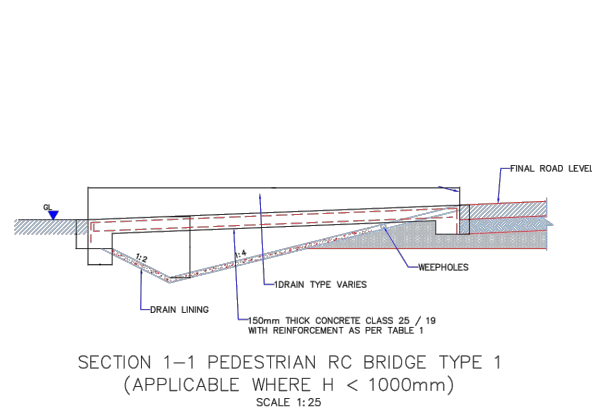 FINAL ROAD LEVEL
GL
1:2
1:4
WEEPHOLES
1DRAIN TYPE VARIES
DRAIN LINING
150mm THICK CONCRETE CLASS 25 / 19
WITH REINFORCEMENT AS PER TABLE 1
SECTION 1-1 PEDESTRIAN RC BRIDGE TYPE 1
(APPLICABLE WHERE H < 1000mm)
SCALE 1:25